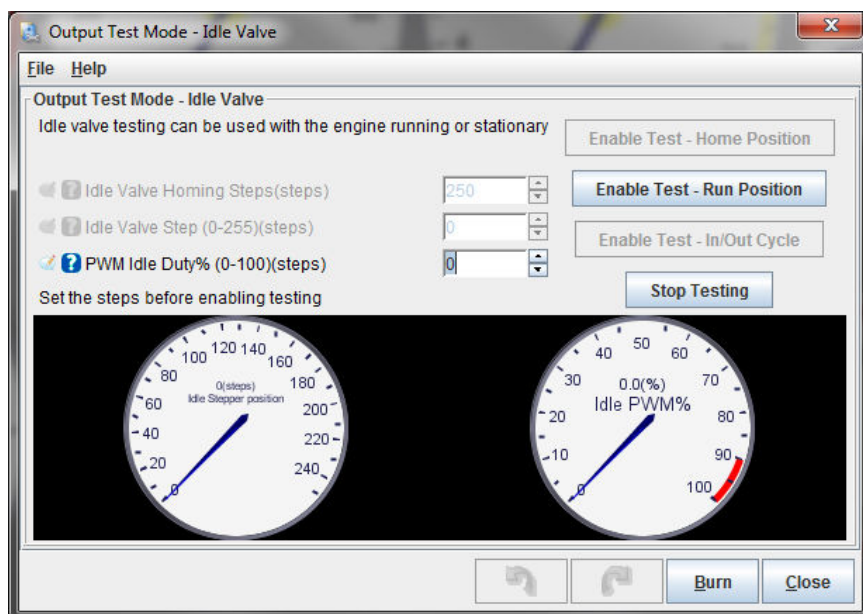 Output Test Mode - Idle Valve
File Help
Output Test Mode - Idle Valve
Idle valve testing can be used with the engine running or stationary
Enable Test - Home Position
Idle Valve Homing Steps(steps) 250
Enable Test - Run Position
Idle Valve Step (0-255)(steps) 0
Enable Test - In/Out Cycle
PWM Idle Duty% (0-100)(steps) 0
Stop Testing
Set the steps before enabling testing
0 20 40 60 80 100 120 140 160 180 200 220 240
0(steps)
Idle Stepper position
0 10 20 30 40 50 60 70 80 90 100
0.0(%)
Idle PWM%
Burn Close